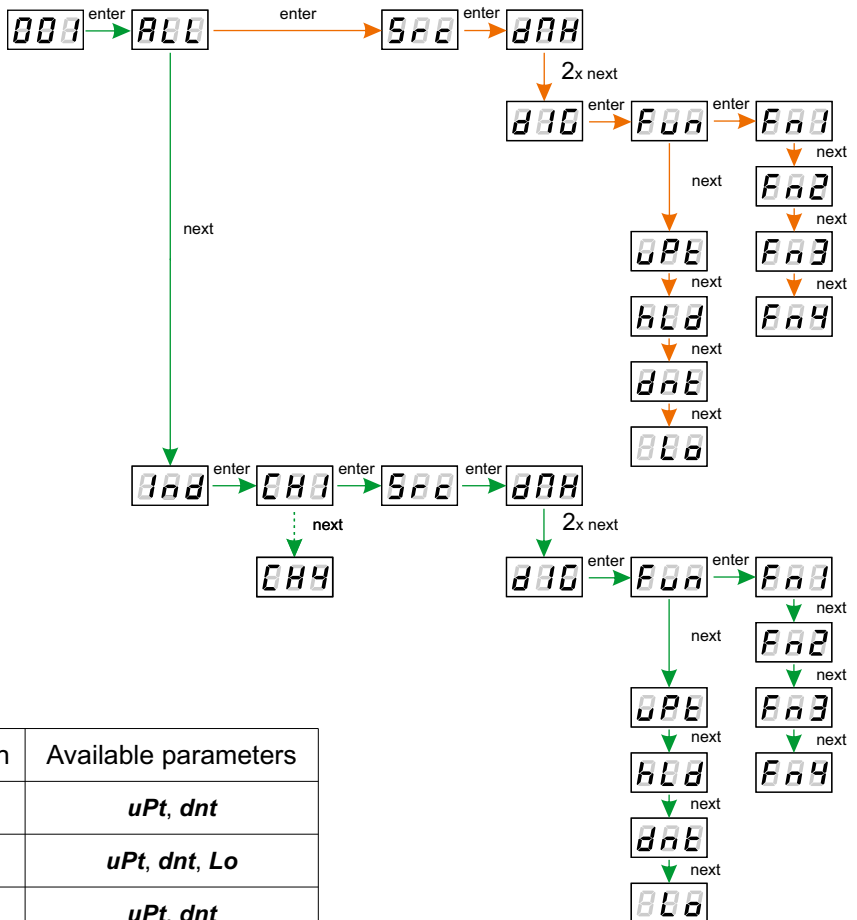 001 enter ALL enter Src enter dMH
2x next
dIG enter Fun enter Fn1
next
Fn2
next
next
next
uPt
Fn3
next
next
hLd
Fn4
next
dnt
next
Lo
Ind enter CH1 enter Src enter dMH
next
2x next
CH4
dIG enter Fun enter Fn1
next
Fn2
next
next
uPt
Fn3
next
next
hLd
Fn4
next
dnt
next
Lo
n Available parameters
uPt, dnt
uPt, dnt, Lo
uPt, dnt